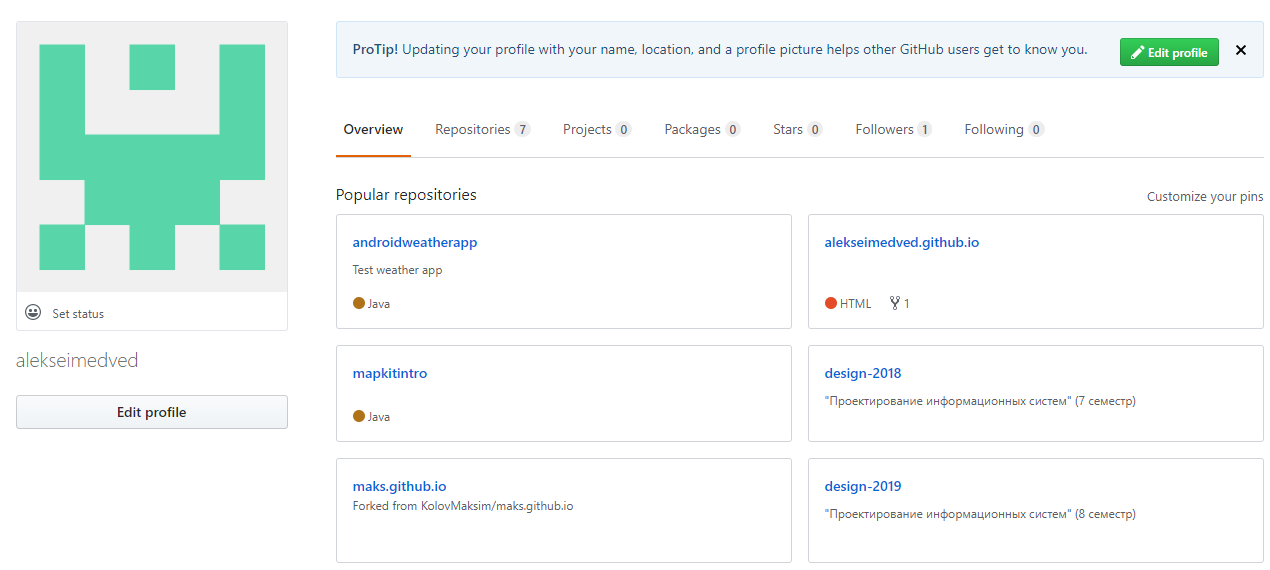 ProTip! Updating your profile with your name, location, and a profile picture helps other GitHub users get to know you.
Edit profile
Overview Repositories 7 Projects 0 Packages 0 Stars 0 Followers 1 Following 0
Set status
alekseimedved
Edit profile
Popular repositories
Customize your pins
androidweatherapp
Test weather app
Java
alekseimedved.github.io
HTML 1
mapkitintro
Java
design-2018
"Проектирование информационных систем" (7 семестр)
maks.github.io
Forked from KolovMaksim/maks.github.io
design-2019
"Проектирование информационных систем" (8 семестр)